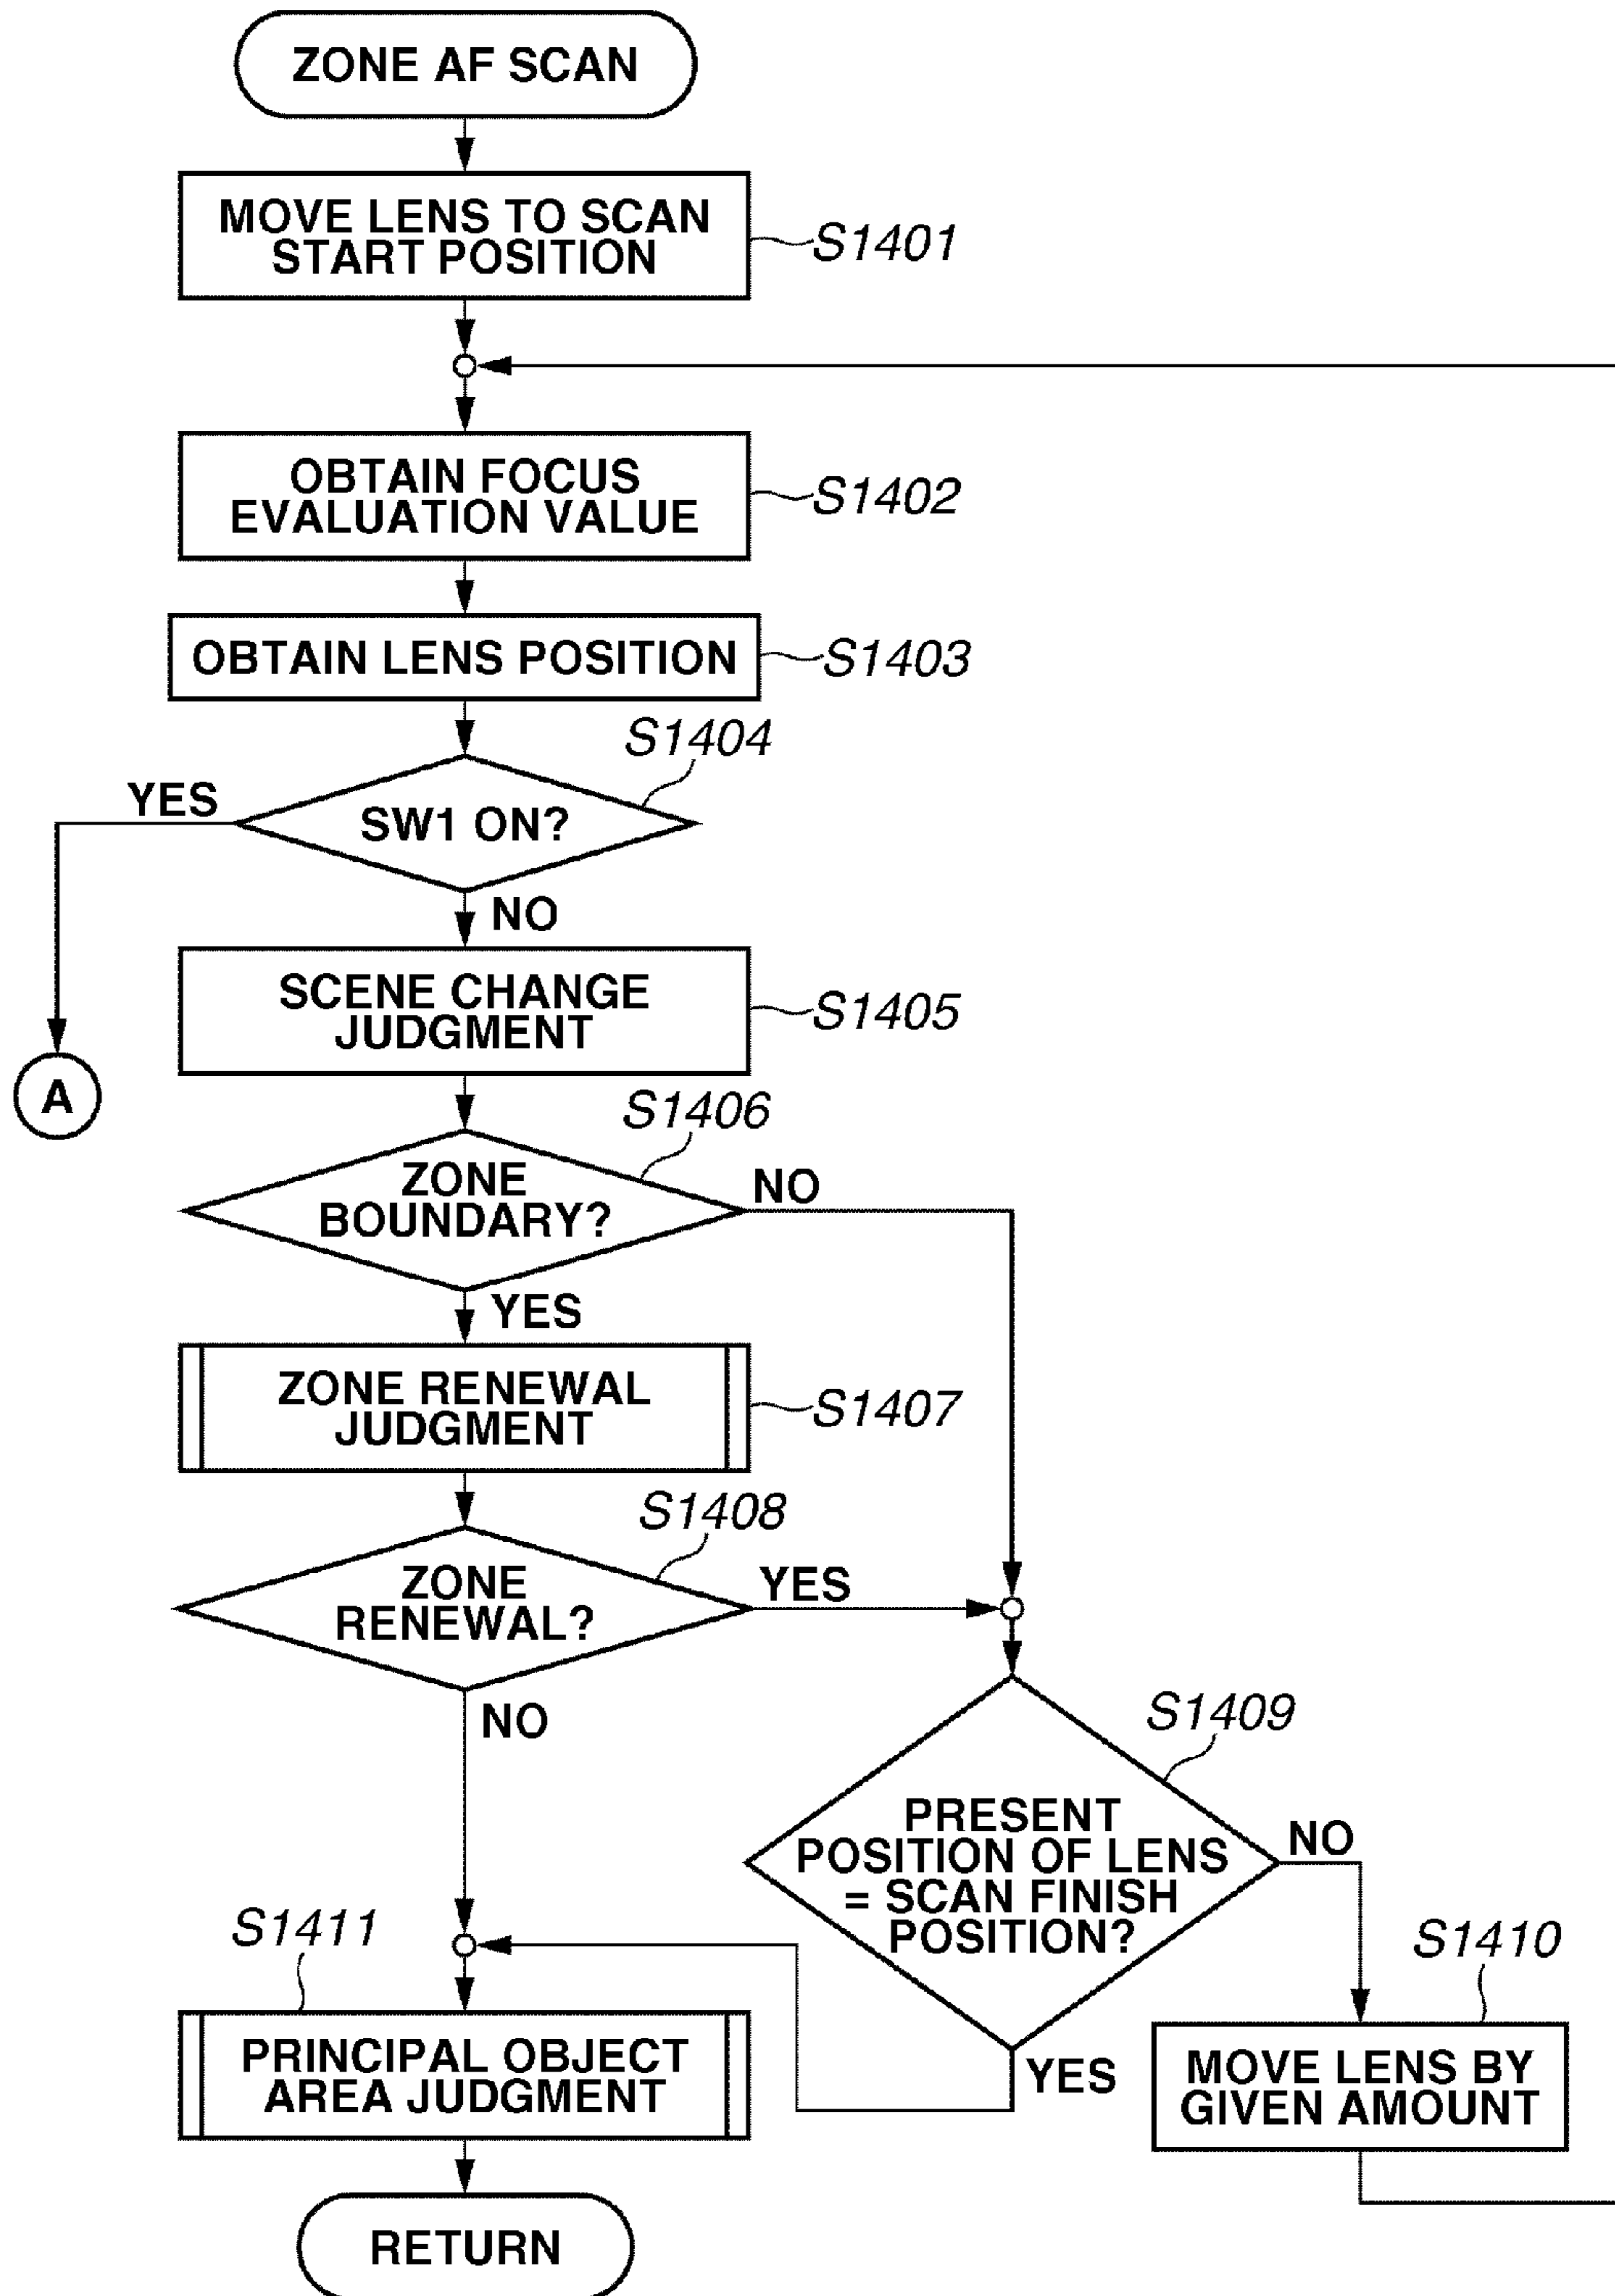 ZONE AF SCAN
MOVE LENS TO SCAN
START POSITION
S1401
OBTAIN FOCUS
EVALUATION VALUE
S1402
OBTAIN LENS POSITION
S1403
S1404
YES
SW1 ON?
NO
SCENE CHANGE
JUDGMENT
S1405
A
S1406
ZONE
BOUNDARY?
NO
YES
ZONE RENEWAL
JUDGMENT
S1407
S1408
ZONE
RENEWAL?
YES
NO
S1409
PRESENT
POSITION OF LENS
= SCAN FINISH
POSITION?
NO
YES
S1410
MOVE LENS BY
GIVEN AMOUNT
S1411
PRINCIPAL OBJECT
AREA JUDGMENT
RETURN